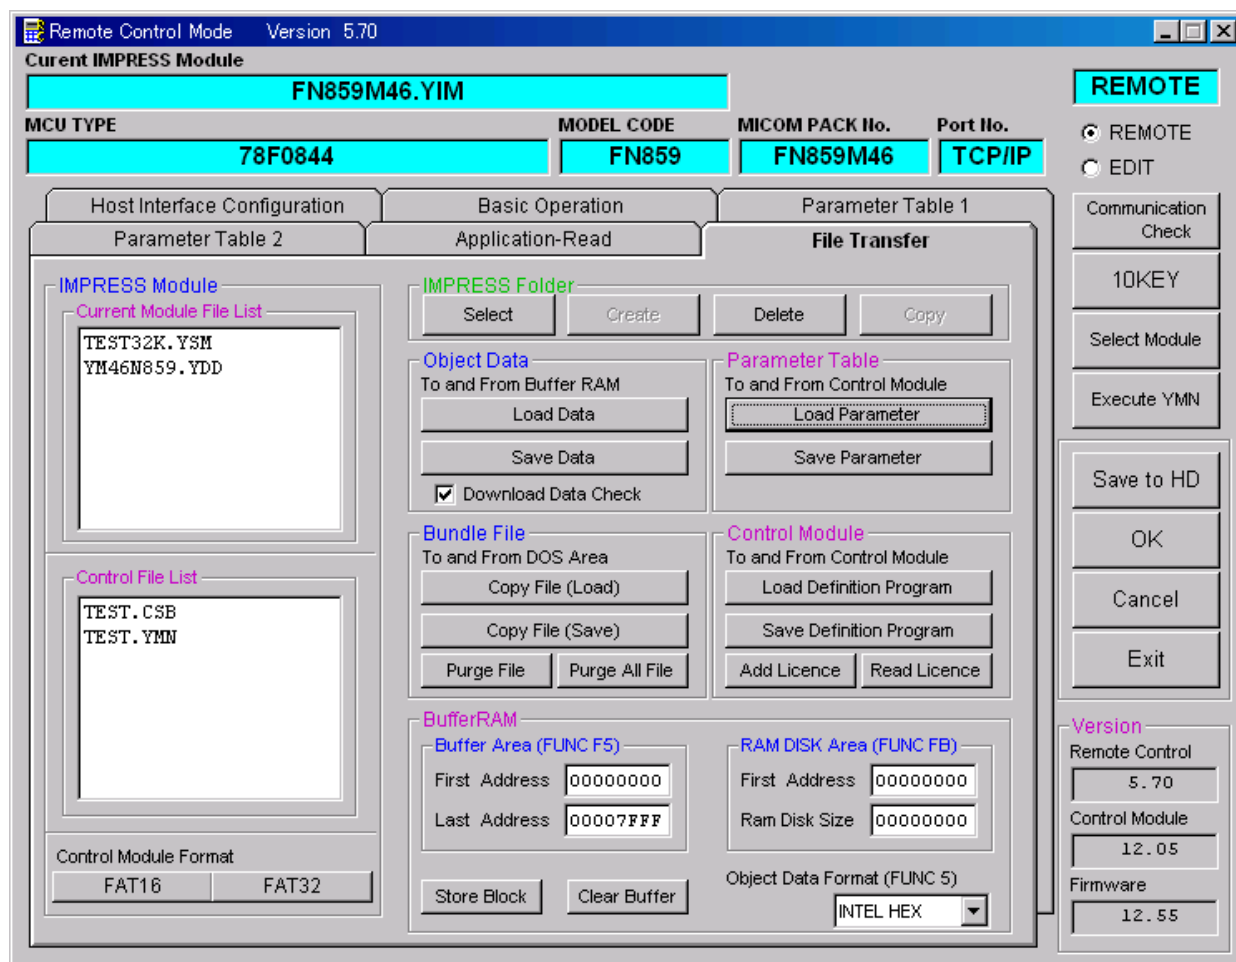 Remote Control Mode Version 5.70
Curent IMPRESS Module
FN859M46.YIM
REMOTE
MCU TYPE
MODEL CODE
MICOM PACK No.
Port No.
78F0844
FN859
FN859M46
TCP/IP
REMOTE
EDIT
Host Interface Configuration
Basic Operation
Parameter Table 1
Parameter Table 2
Application-Read
File Transfer
IMPRESS Module
Current Module File List
TEST32K.YSM
YM46N859.YDD
Control File List
TEST.CSB
TEST.YMN
Control Module Format
FAT16
FAT32
IMPRESS Folder
Select
Create
Delete
Copy
Object Data
To and From Buffer RAM
Load Data
Save Data
Download Data Check
Parameter Table
To and From Control Module
Load Parameter
Save Parameter
Bundle File
To and From DOS Area
Copy File (Load)
Copy File (Save)
Purge File
Purge All File
Control Module
To and From Control Module
Load Definition Program
Save Definition Program
Add Licence
Read Licence
BufferRAM
Buffer Area (FUNC F5)
First Address 00000000
Last Address 00007FFF
RAM DISK Area (FUNC FB)
First Address 00000000
Ram Disk Size 00000000
Store Block
Clear Buffer
Object Data Format (FUNC 5)
INTEL HEX
Communication
Check
10KEY
Select Module
Execute YMN
Save to HD
OK
Cancel
Exit
Version
Remote Control
5.70
Control Module
12.05
Firmware
12.55